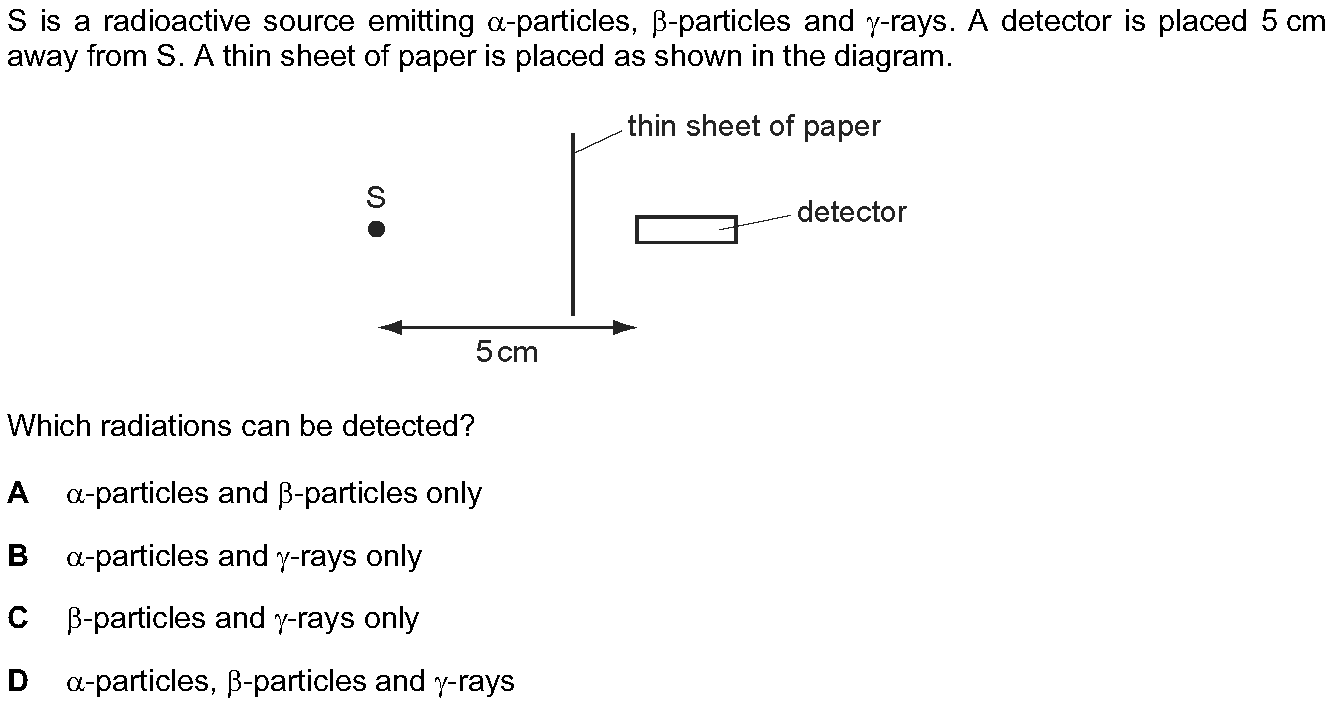 S is a radioactive source emitting α-particles, β-particles and γ-rays. A detector is placed 5 cm
away from S. A thin sheet of paper is placed as shown in the diagram.
thin sheet of paper
S
detector
5 cm
Which radiations can be detected?
A α-particles and β-particles only
B α-particles and γ-rays only
C β-particles and γ-rays only
D α-particles, β-particles and γ-rays